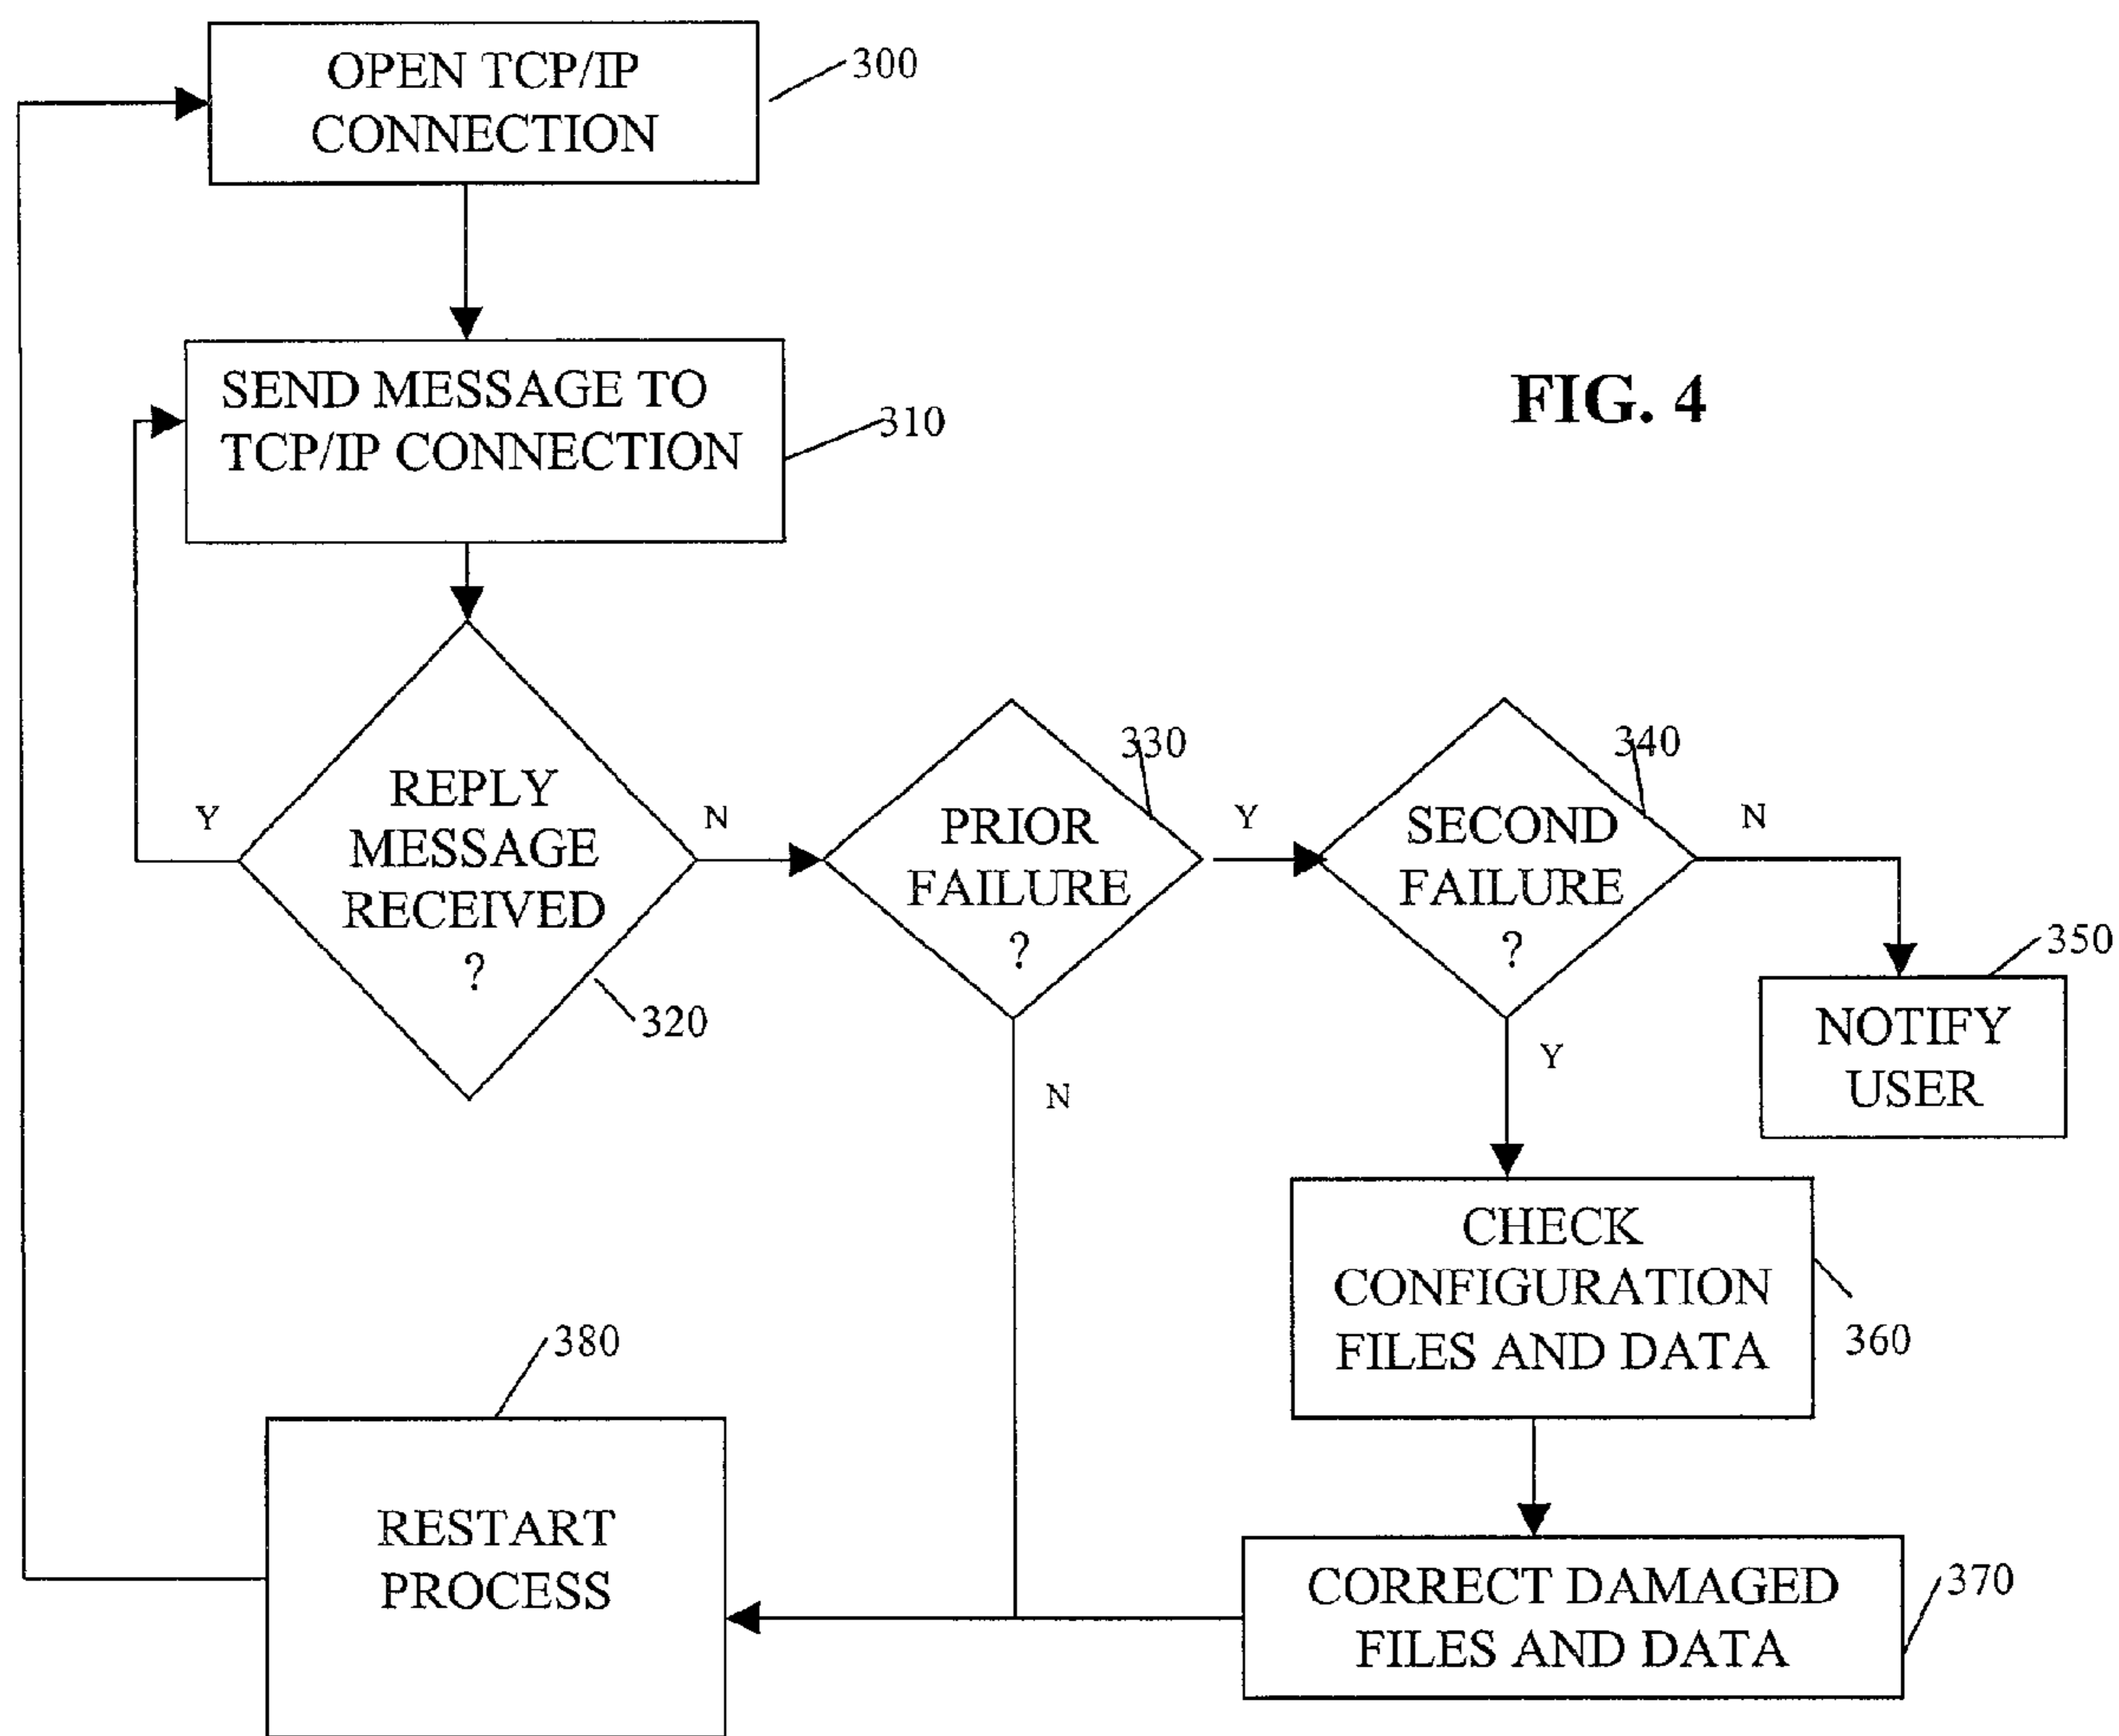 OPEN TCP/IP
CONNECTION
300
SEND MESSAGE TO
TCP/IP CONNECTION
310
FIG. 4
REPLY
MESSAGE
RECEIVED
?
Y
N
320
PRIOR
FAILURE
?
330
Y
N
SECOND
FAILURE
?
340
N
Y
350
NOTIFY
USER
CHECK
CONFIGURATION
FILES AND DATA
360
CORRECT DAMAGED
FILES AND DATA
370
380
RESTART
PROCESS